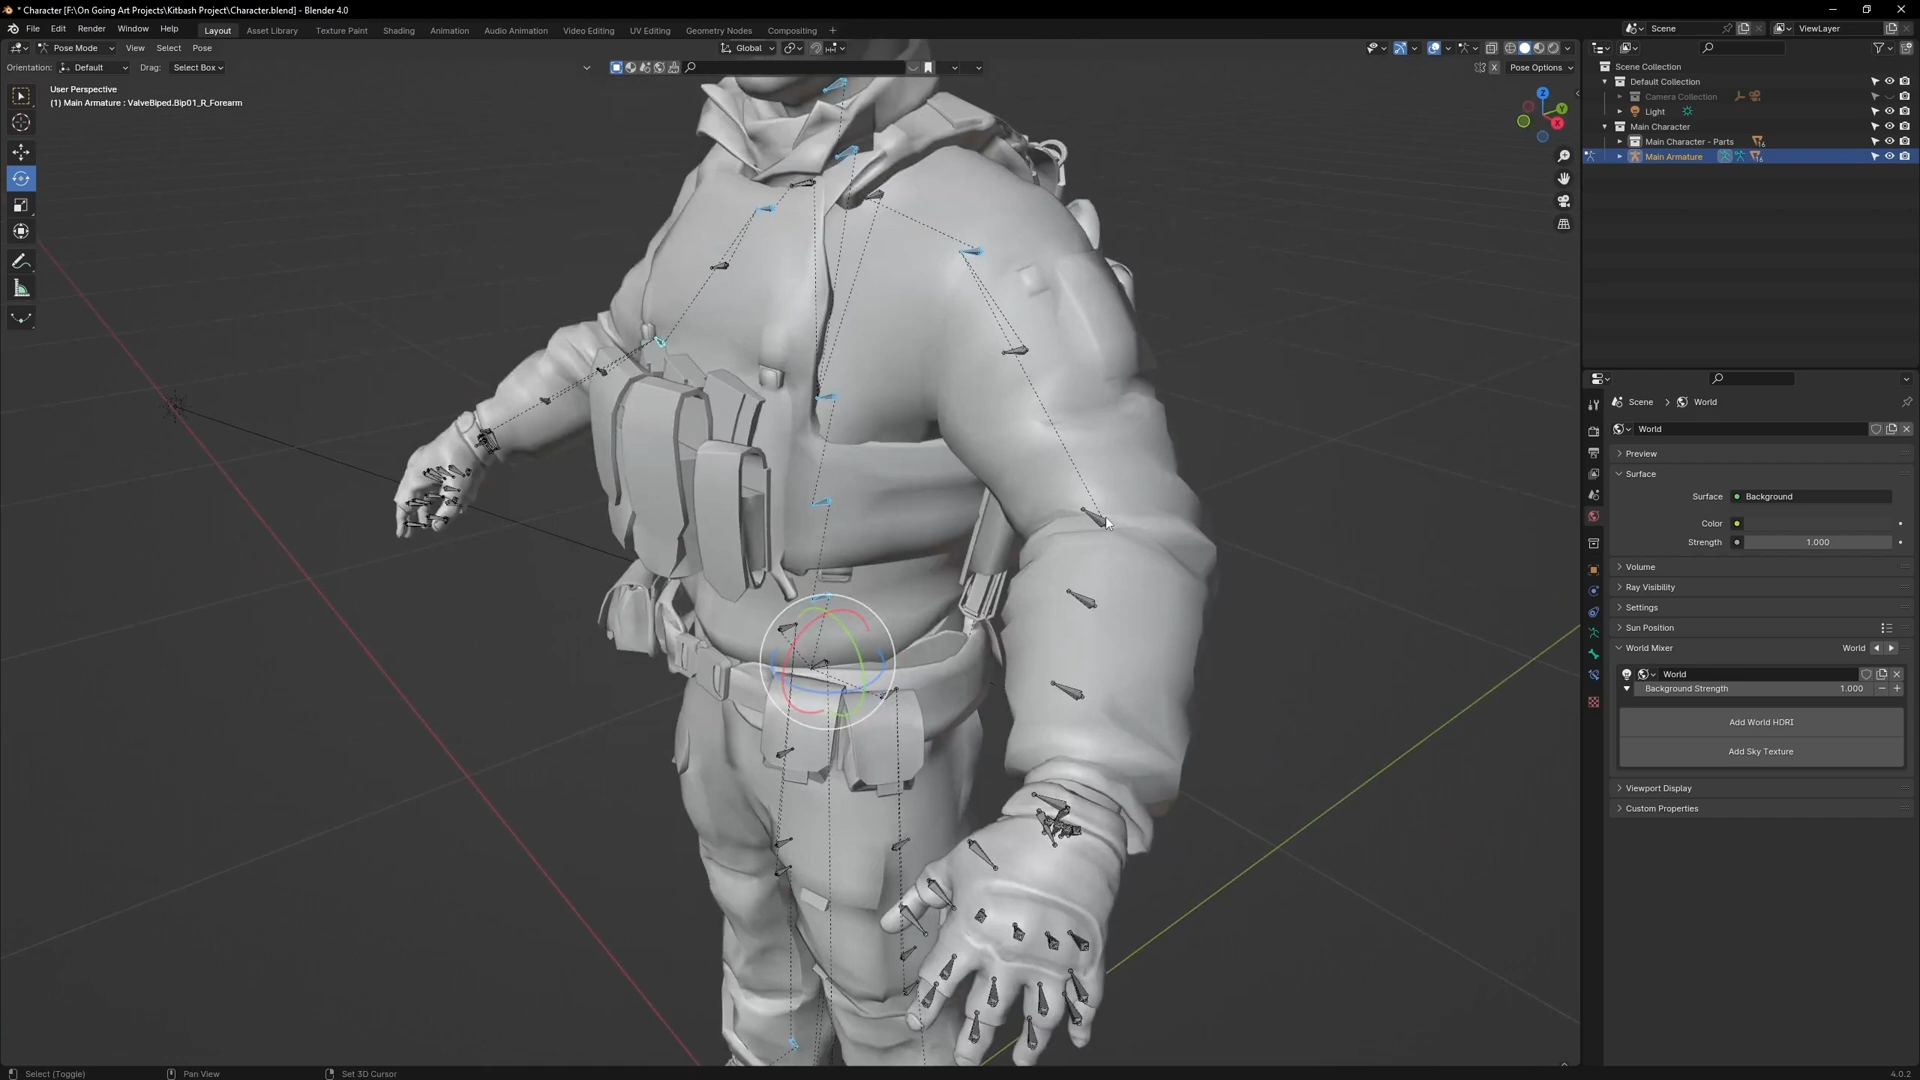 * Character [F:\On Going Art Projects\Kitbash Project\Character.blend] - Blender 4.0
File Edit Render Window Help Layout Asset Library Texture Paint Shading Animation Audio Animation Video Editing UV Editing Geometry Nodes Compositing + Scene ViewLayer
Pose Mode View Select Pose Global
Orientation: Default Drag: Select Box Pose Options
User Perspective
(1) Main Armature : ValveBiped.Bip01_R_Forearm
Z
Y
X
Scene Collection
Default Collection
Camera Collection
Light
Main Character
Main Character - Parts 16
Main Armature 16
Scene > World
World
Preview
Surface
Surface Background
Color
Strength 1.000
Volume
Ray Visibility
Settings
Sun Position
World Mixer World
World
Background Strength 1.000
Add World HDRI
Add Sky Texture
Viewport Display
Custom Properties
Select (Toggle) Pan View Set 3D Cursor 4.0.2